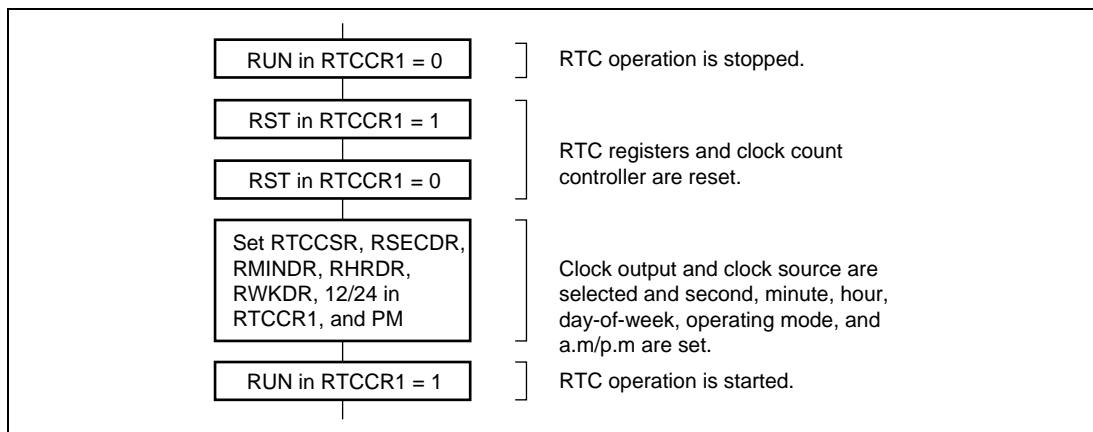 RUN in RTCCR1 = 0
RTC operation is stopped.
RST in RTCCR1 = 1
RST in RTCCR1 = 0
RTC registers and clock count
controller are reset.
Set RTCCSR, RSECDR,
RMINDR, RHRDR,
RWKDR, 12/24 in
RTCCR1, and PM
Clock output and clock source are
selected and second, minute, hour,
day-of-week, operating mode, and
a.m/p.m are set.
RUN in RTCCR1 = 1
RTC operation is started.